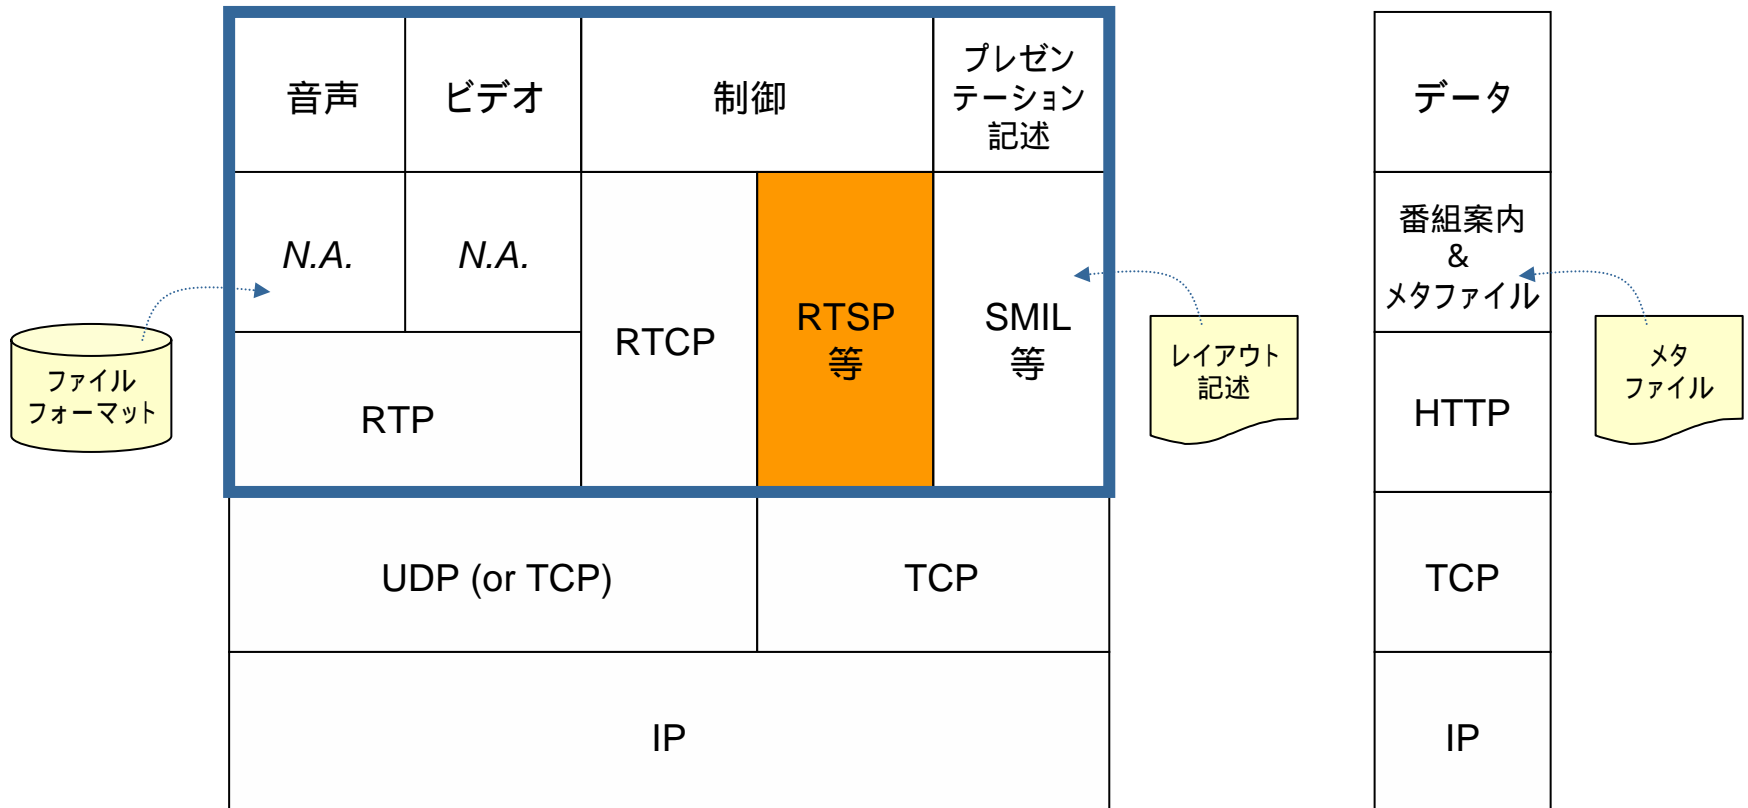 音声
ビデオ
制御
プレゼン
テーション
記述
データ
N.A.
N.A.
RTCP
RTSP
等
SMIL
等
番組案内
&
メタファイル
ファイル
フォーマット
RTP
レイアウト
記述
HTTP
メタ
ファイル
UDP (or TCP)
TCP
TCP
IP
IP